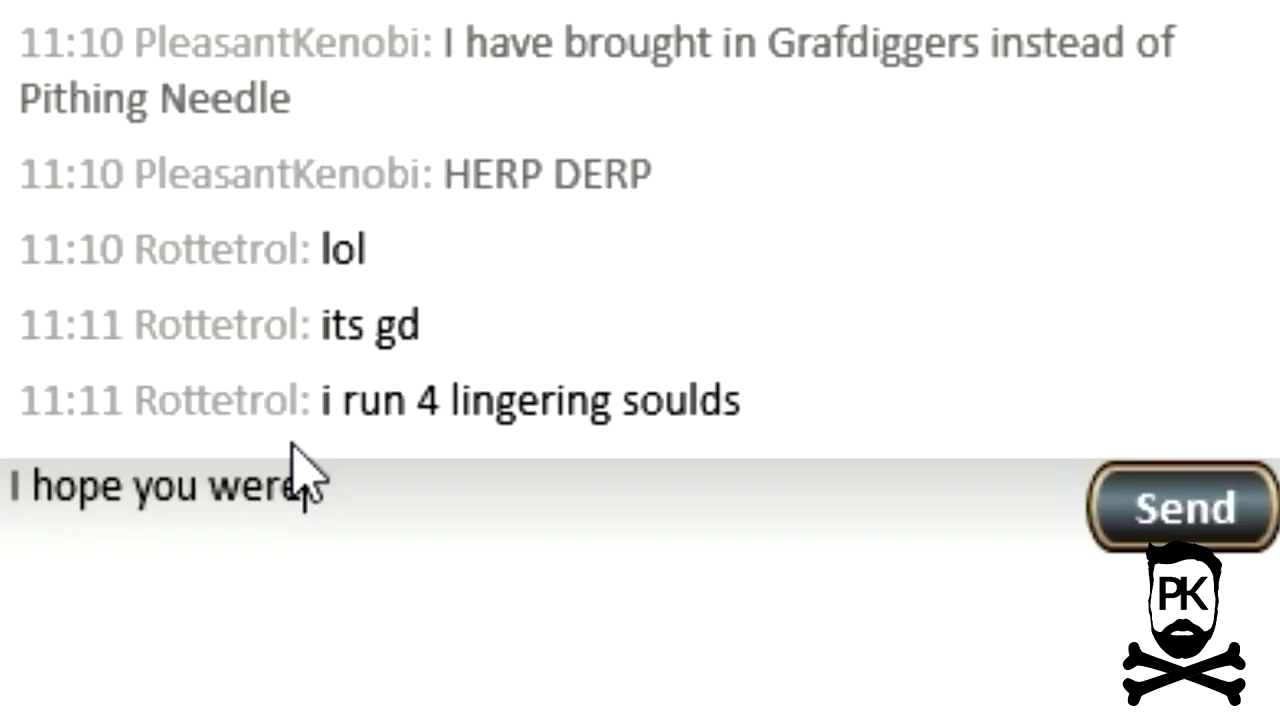 11:10 PleasantKenobi: I have brought in Grafdiggers instead of
Pithing Needle
11:10 PleasantKenobi: HERP DERP
11:10 Rottetrol: lol
11:11 Rottetrol: its gd
11:11 Rottetrol: i run 4 lingering soulds
I hope you were
Send
PK